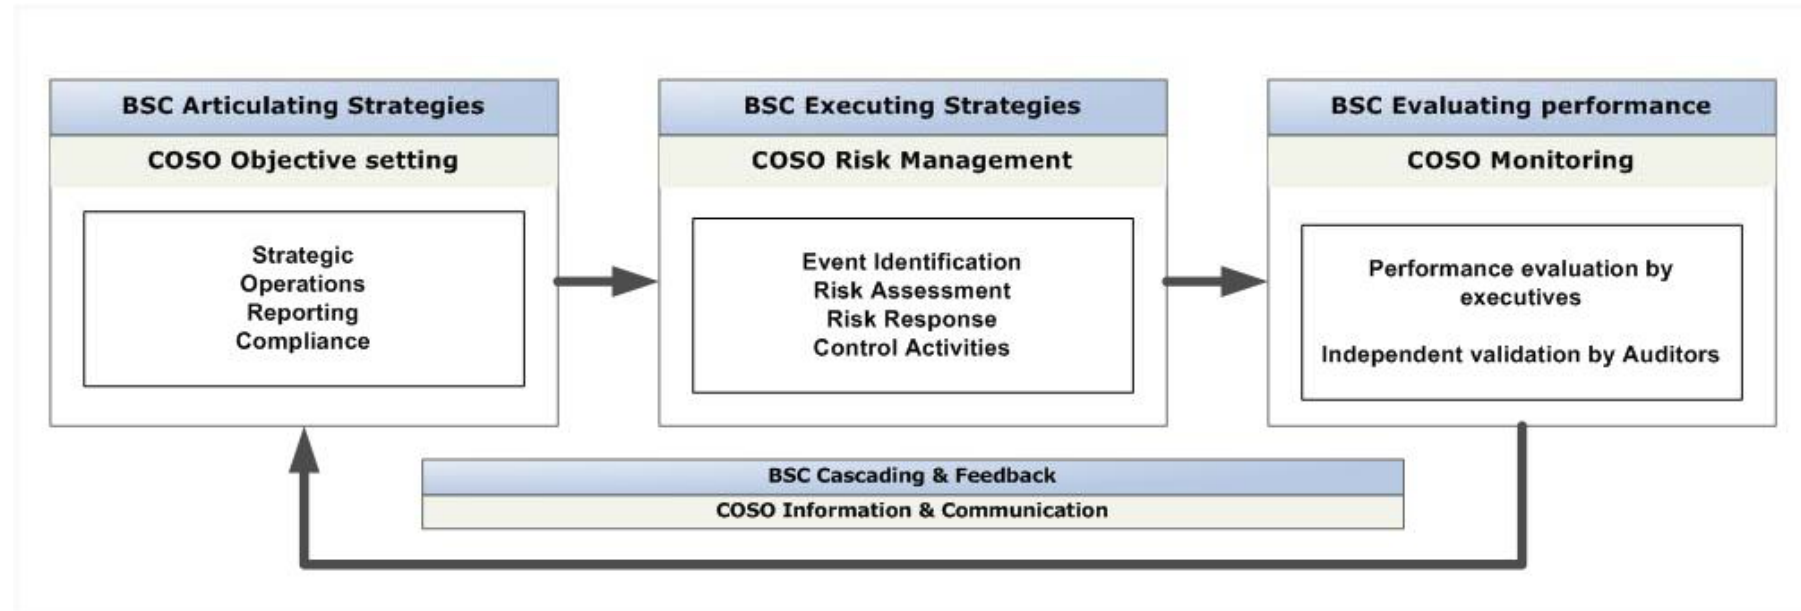 BSC Articulating Strategies
COSO Objective setting
Strategic
Operations
Reporting
Compliance
BSC Executing Strategies
COSO Risk Management
Event Identification
Risk Assessment
Risk Response
Control Activities
BSC Evaluating performance
COSO Monitoring
Performance evaluation by
executives
Independent validation by Auditors
BSC Cascading & Feedback
COSO Information & Communication